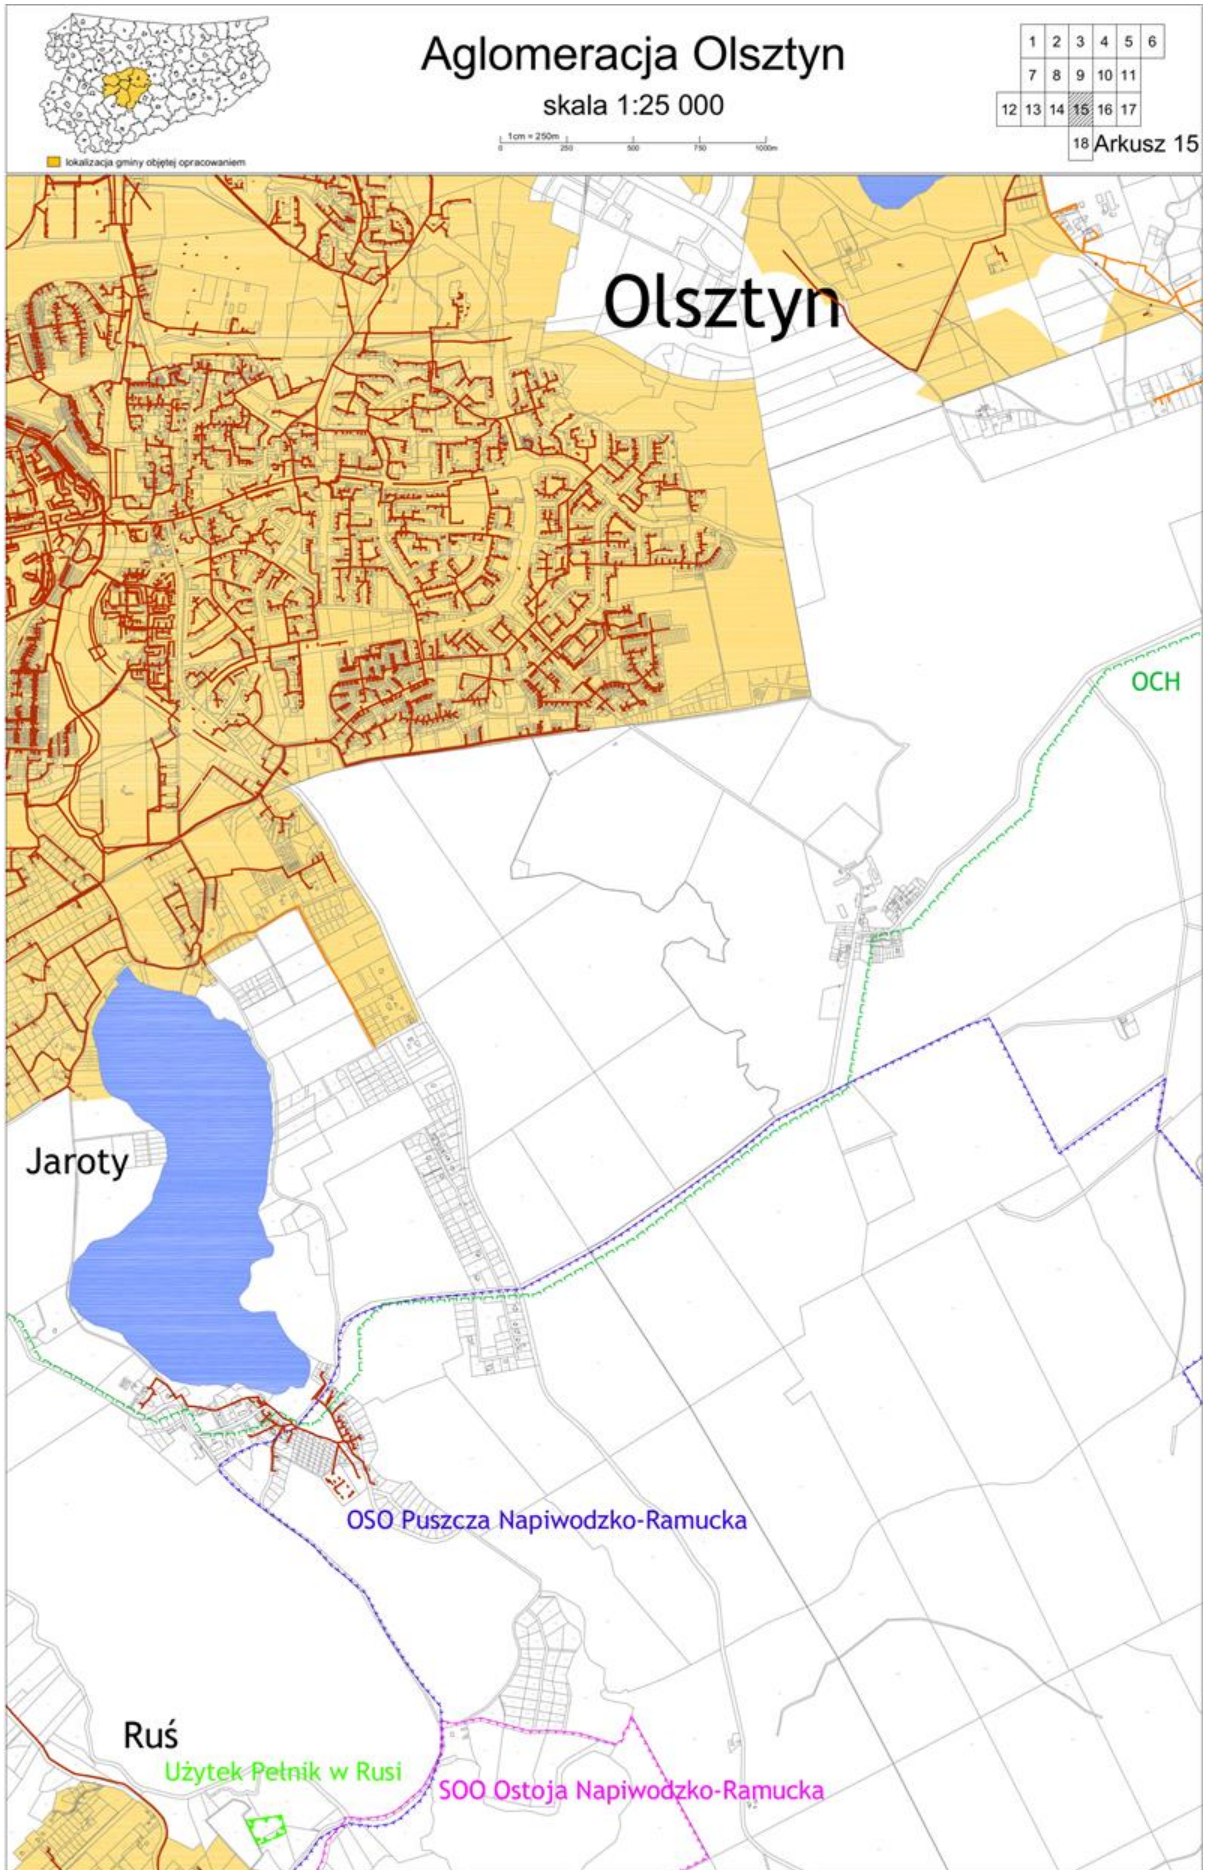 Aglomeracja Olsztyn
skala 1:25 000
1cm = 250m
0 250 500 750 1000m
lokalizacja gminy objętej opracowaniem
1 2 3 4 5 6
7 8 9 10 11
12 13 14 15 16 17
18 Arkusz 15
Olsztyn
OCH
Jaroty
OSO Puszcza Napiwodzko-Ramucka
Ruś
Użytek Pełnik w Rusi
SOO Ostoja Napiwodzko-Ramucka